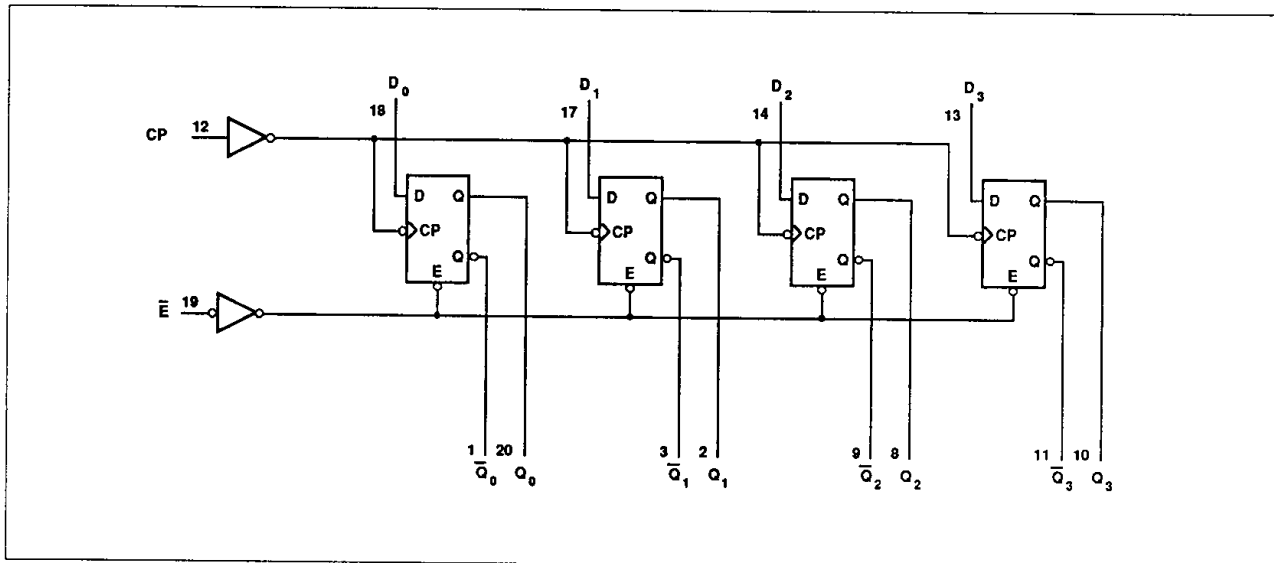 D0 D1 D2 D3
18 17 14 13
CP 12
D Q D Q D Q D Q
CP CP CP CP
Q Q Q Q
E E E E
E̅ 19
1 20 3 2 9 8 11 10
Q̅0 Q0 Q̅1 Q1 Q̅2 Q2 Q̅3 Q3